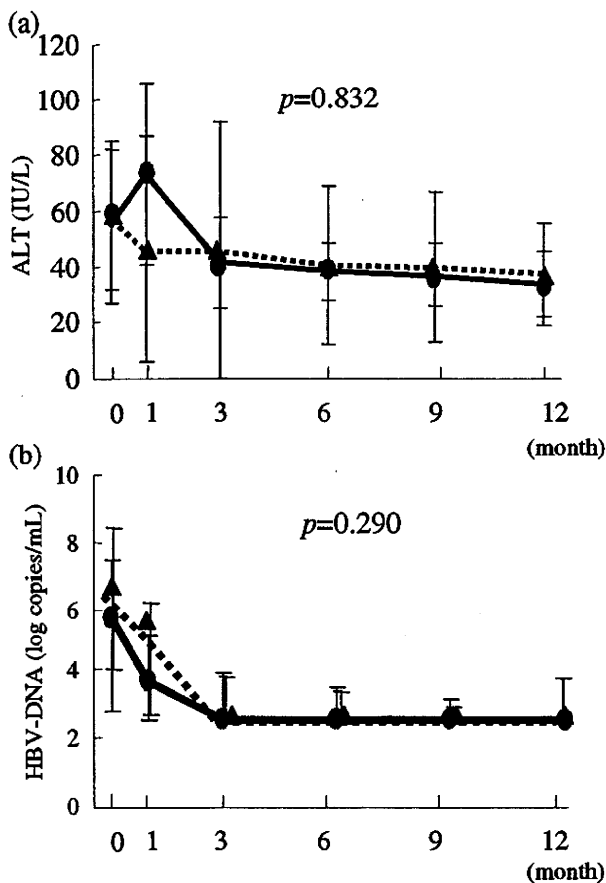 (a)
120
100
80
60
40
20
0
ALT (IU/L)
p=0.832
0 1 3 6 9 12
(month)
(b)
10
8
6
4
2
0
HBV-DNA (log copies/mL)
p=0.290
0 1 3 6 9 12
(month)